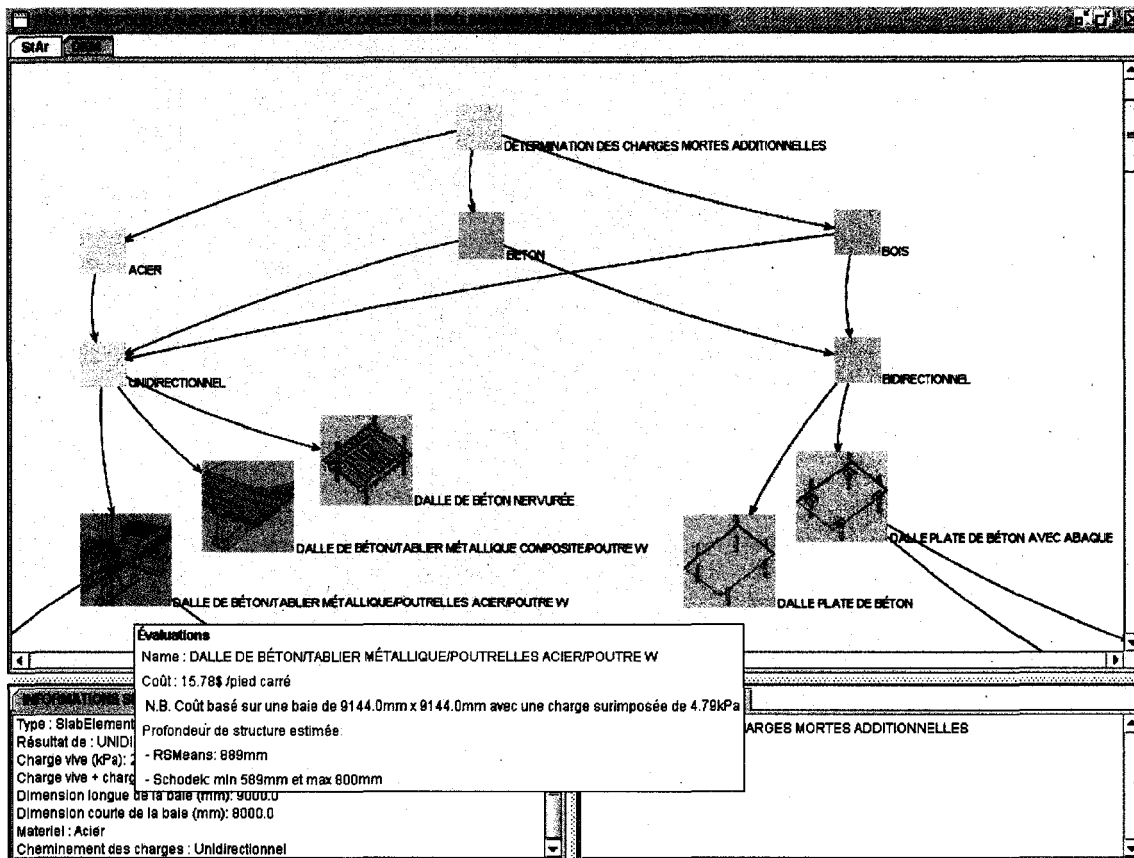 StAr
DÉTERMINATION DES CHARGES MORTES ADDITIONNELLES
ACIER
BÉTON
BOIS
UNIDIRECTIONNEL
BIDIRECTIONNEL
DALLE DE BÉTON NERVURÉE
DALLE DE BÉTON/TABLIER MÉTALLIQUE COMPOSITE/POUTRE W
DALLE PLATE DE BÉTON AVEC ABAQUE
DALLE DE BÉTON/TABLIER MÉTALLIQUE/POUTRELLES ACIER/POUTRE W
DALLE PLATE DE BÉTON
Évaluations
Name : DALLE DE BÉTON/TABLIER MÉTALLIQUE/POUTRELLES ACIER/POUTRE W
Coût : 15.78$ /pied carré
N.B. Coût basé sur une baie de 9144.0mm x 9144.0mm avec une charge surimposée de 4.79kPa
Profondeur de structure estimée:
- RSMeans: 889mm
- Schodek: min 589mm et max 800mm
INFORMATIONS
Type : SlabElement
Résultat de : UNIDI
Charge vive (kPa): 2
Charge vive + charg
Dimension longue de la baie (mm): 9000.0
Dimension courte de la baie (mm): 8000.0
Materiel : Acier
Cheminement des charges : Unidirectionnel
ARGES MORTES ADDITIONNELLES